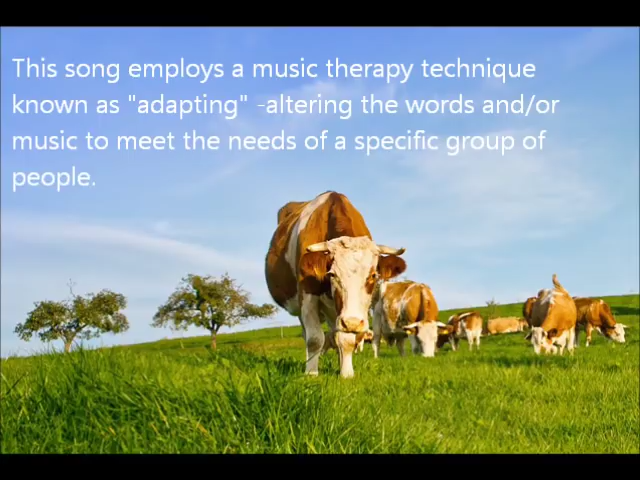 This song employs a music therapy technique
known as "adapting" -altering the words and/or
music to meet the needs of a specific group of
people.